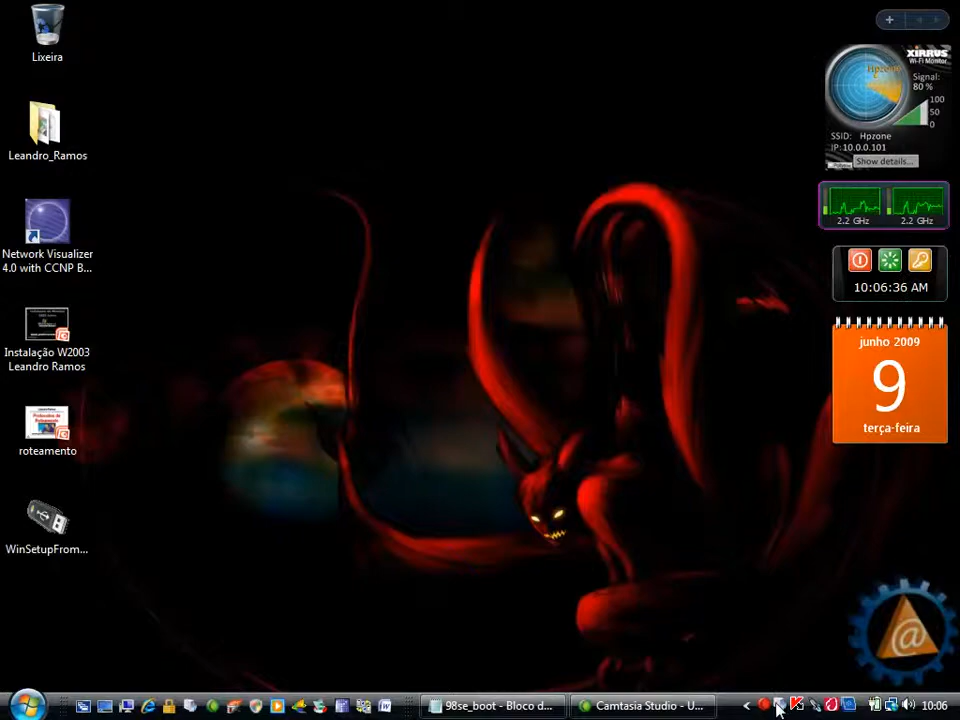 Lixeira
Leandro_Ramos
Network Visualizer
4.0 with CCNP B...
Instalação W2003
Leandro Ramos
roteamento
WinSetupFrom...
+
XIRRUS
Wi-Fi Monitor
Hpzone
Signal:
80 %
100
50
0
SSID: Hpzone
IP:10.0.0.101
Show details...
2.2 GHz
2.2 GHz
10:06:36 AM
junho 2009
9
terça-feira
@
98se_boot - Bloco d...
Camtasia Studio - U...
10:06